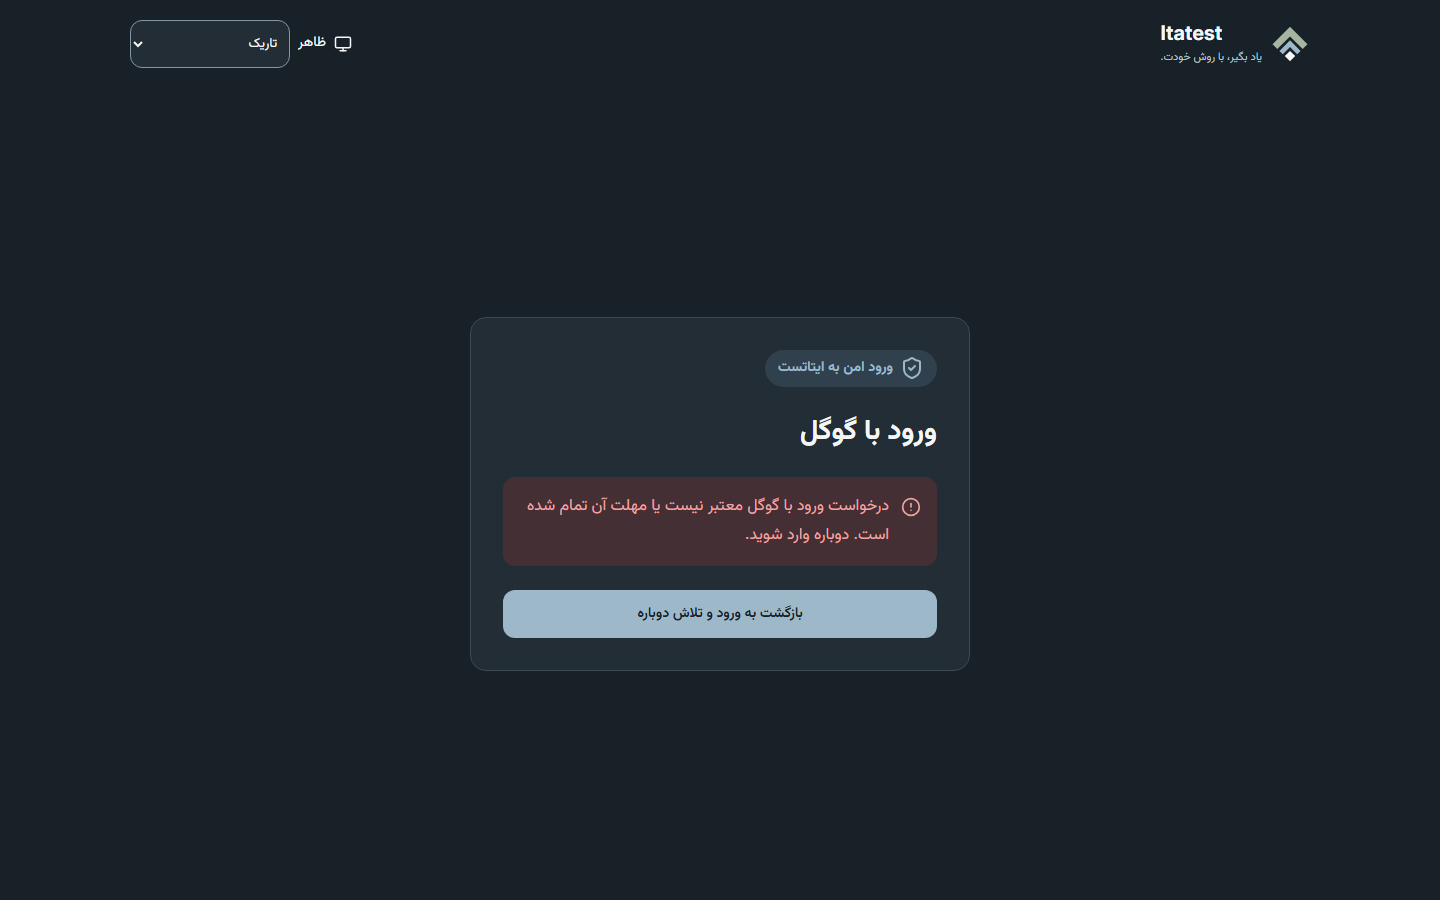 Itatest
یاد بگیر، با روش خودت.
ظاهر
تاریک
ورود امن به ایتاتست
ورود با گوگل
درخواست ورود با گوگل معتبر نیست یا مهلت آن تمام شده
است. دوباره وارد شوید.
بازگشت به ورود و تلاش دوباره